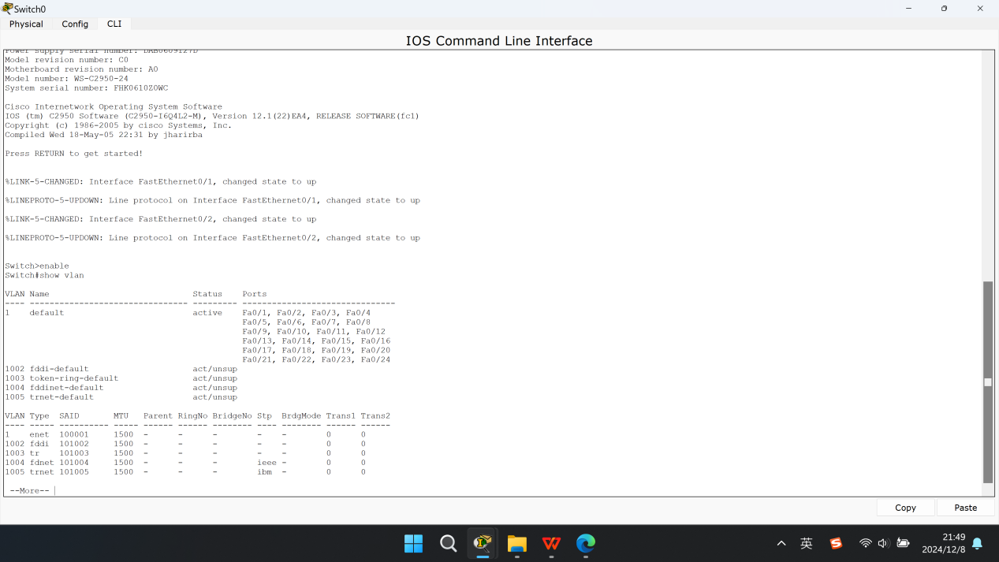 Switch0
Physical Config CLI
IOS Command Line Interface
Power supply serial number: DAB0609127D
Model revision number: C0
Motherboard revision number: A0
Model number: WS-C2950-24
System serial number: FHK0610Z0WC
Cisco Internetwork Operating System Software
IOS (tm) C2950 Software (C2950-I6Q4L2-M), Version 12.1(22)EA4, RELEASE SOFTWARE(fc1)
Copyright (c) 1986-2005 by cisco Systems, Inc.
Compiled Wed 18-May-05 22:31 by jharirba
Press RETURN to get started!
%LINK-5-CHANGED: Interface FastEthernet0/1, changed state to up
%LINEPROTO-5-UPDOWN: Line protocol on Interface FastEthernet0/1, changed state to up
%LINK-5-CHANGED: Interface FastEthernet0/2, changed state to up
%LINEPROTO-5-UPDOWN: Line protocol on Interface FastEthernet0/2, changed state to up
Switch>enable
Switch#show vlan
VLAN Name                             Status    Ports
---- -------------------------------- --------- -------------------------------
1    default                          active    Fa0/1, Fa0/2, Fa0/3, Fa0/4
                                                Fa0/5, Fa0/6, Fa0/7, Fa0/8
                                                Fa0/9, Fa0/10, Fa0/11, Fa0/12
                                                Fa0/13, Fa0/14, Fa0/15, Fa0/16
                                                Fa0/17, Fa0/18, Fa0/19, Fa0/20
                                                Fa0/21, Fa0/22, Fa0/23, Fa0/24
1002 fddi-default                     act/unsup
1003 token-ring-default               act/unsup
1004 fddinet-default                  act/unsup
1005 trnet-default                    act/unsup
VLAN Type  SAID       MTU   Parent RingNo BridgeNo Stp  BrdgMode Trans1 Trans2
---- ----- ---------- ----- ------ ------ -------- ---- -------- ------ ------
1    enet  100001     1500  -      -      -        -    -        0      0
1002 fddi  101002     1500  -      -      -        -    -        0      0
1003 tr    101003     1500  -      -      -        -    -        0      0
1004 fdnet 101004     1500  -      -      -        ieee -        0      0
1005 trnet 101005     1500  -      -      -        ibm  -        0      0
--More--
Copy Paste
英
21:49
2024/12/8